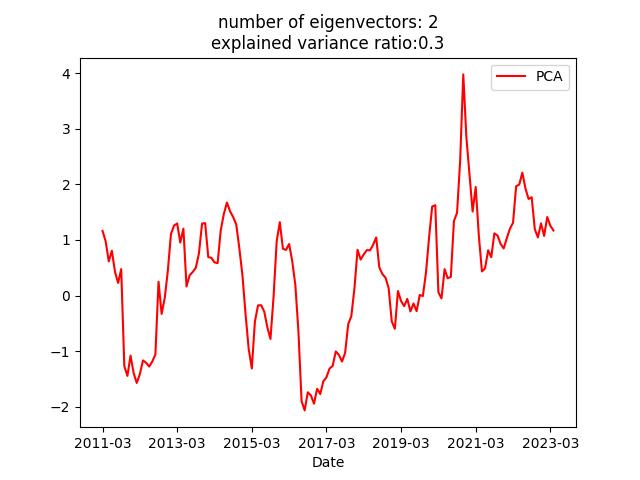 number of eigenvectors: 2
explained variance ratio:0.3
PCA
4
3
2
1
0
−1
−2
2011-03 2013-03 2015-03 2017-03 2019-03 2021-03 2023-03
Date